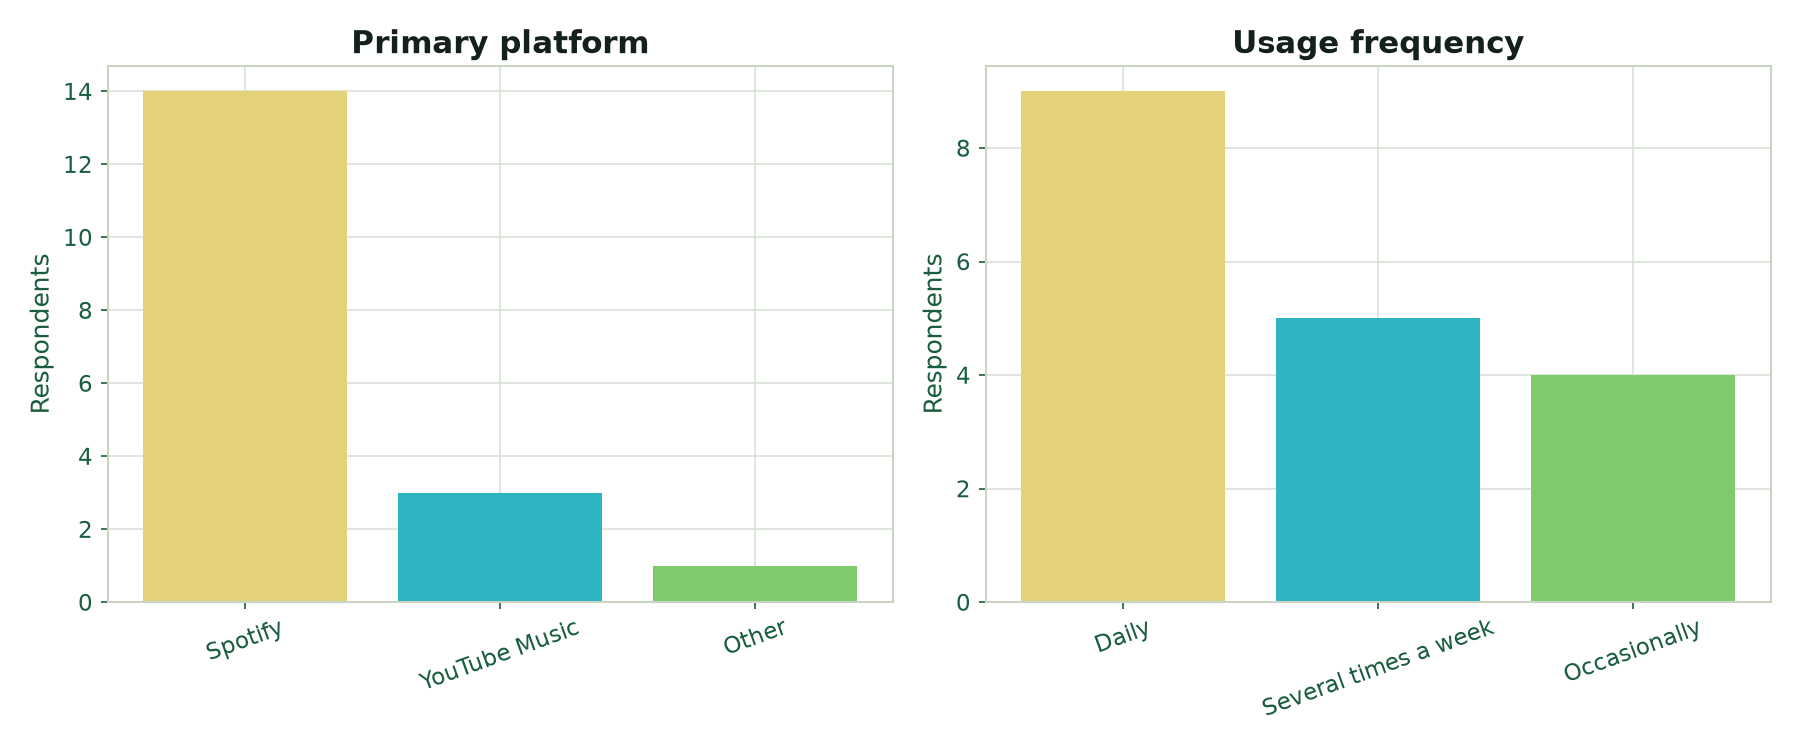 Primary platform
Respondents
14
12
10
8
6
4
2
0
Spotify
YouTube Music
Other
Usage frequency
Respondents
8
6
4
2
0
Daily
Several times a week
Occasionally